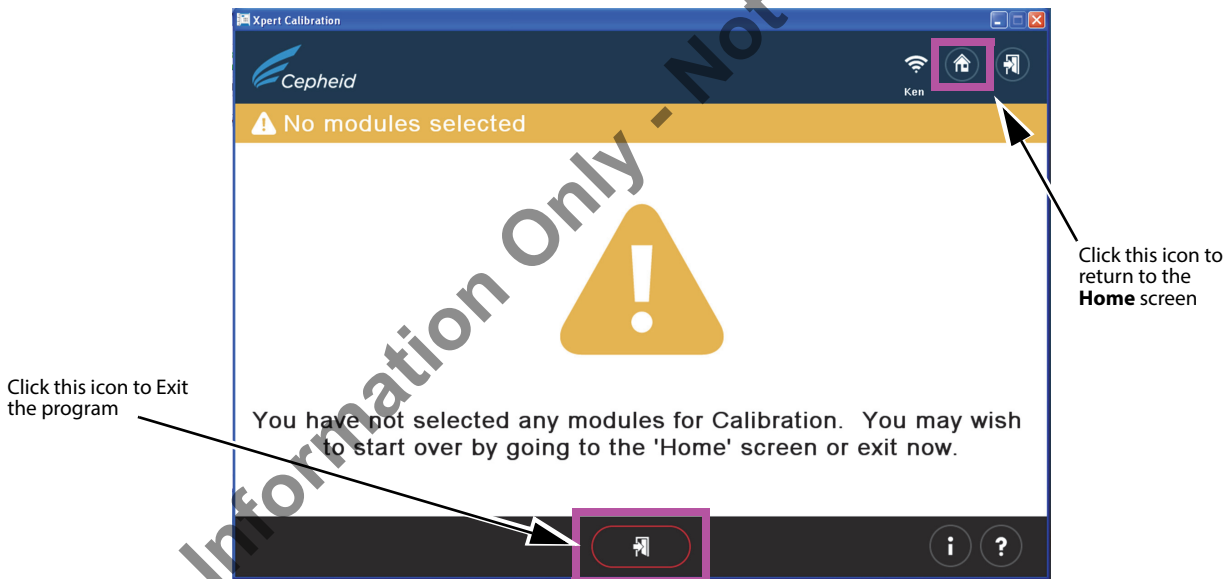 Xpert Calibration
Cepheid
Ken
No modules selected
Click this icon to
return to the
Home screen
Click this icon to Exit
the program
You have not selected any modules for Calibration. You may wish
to start over by going to the 'Home' screen or exit now.
i ?
Information Only - Not